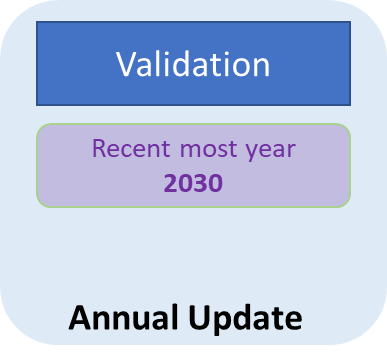 Validation
Recent most year
2030
Annual Update